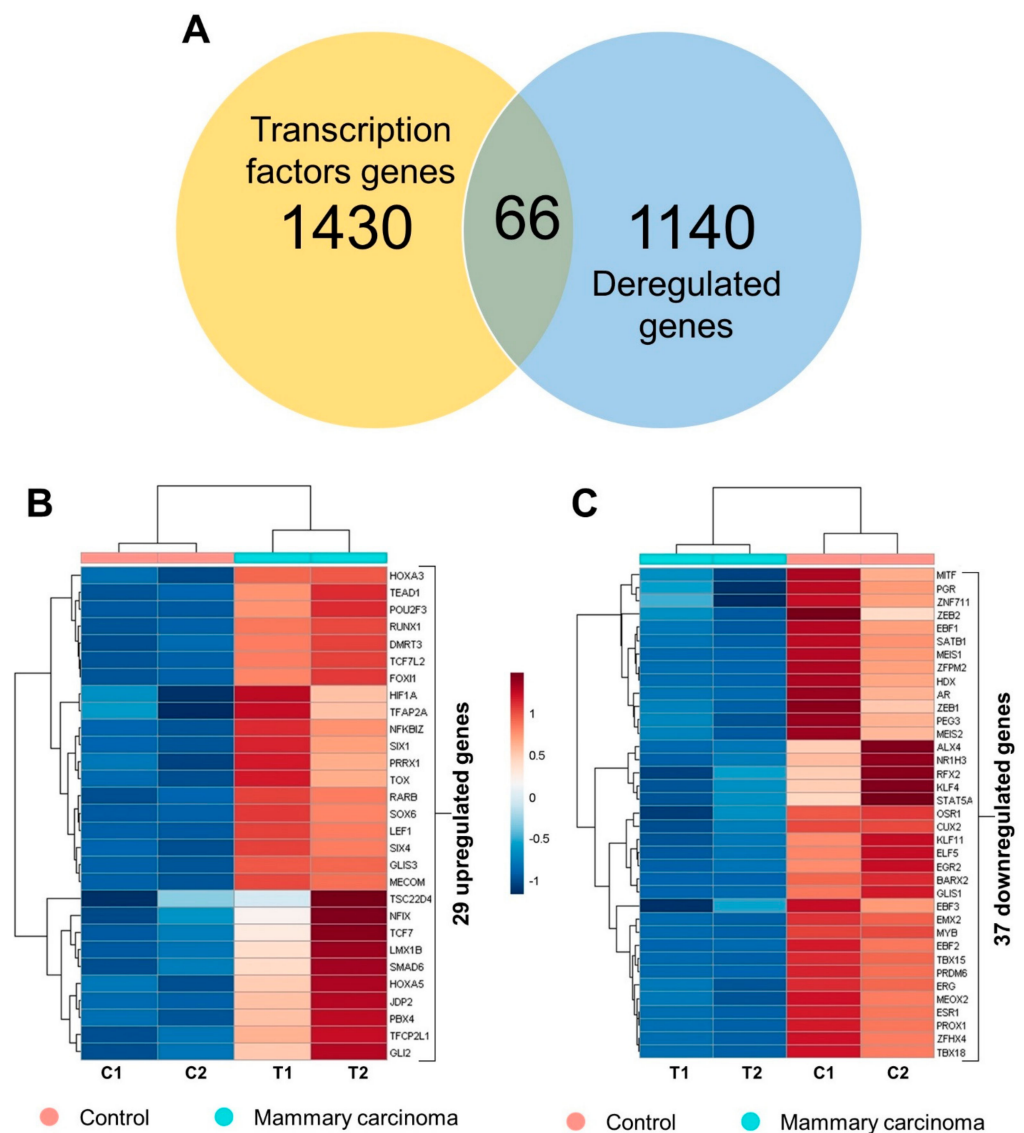 A
Transcription
factors genes
1430
66
1140
Deregulated
genes
B
HOXA3
TEAD1
POU2F3
RUNX1
DMRT3
TCF7L2
FOXI1
HIF1A
TFAP2A
NFKBIZ
SIX1
PRRX1
TOX
RARB
SOX6
LEF1
SIX4
GLIS3
MECOM
TSC22D4
NFIX
TCF7
LMX1B
SMAD6
HOXA5
JDP2
PBX4
TFCP2L1
GLI2
29 upregulated genes
C1 C2 T1 T2
Control Mammary carcinoma
1
0.5
0
-0.5
-1
C
MITF
PGR
ZNF711
ZEB2
EBF1
SATB1
MEIS1
ZFPM2
HDX
AR
ZEB1
PEG3
MEIS2
ALX4
NR1H3
RFX2
KLF4
STAT5A
OSR1
CUX2
KLF11
ELF5
EGR2
BARX2
GLIS1
EBF3
EMX2
MYB
EBF2
TBX15
PRDM6
ERG
MEOX2
ESR1
PROX1
ZFHX4
TBX18
37 downregulated genes
T1 T2 C1 C2
Control Mammary carcinoma